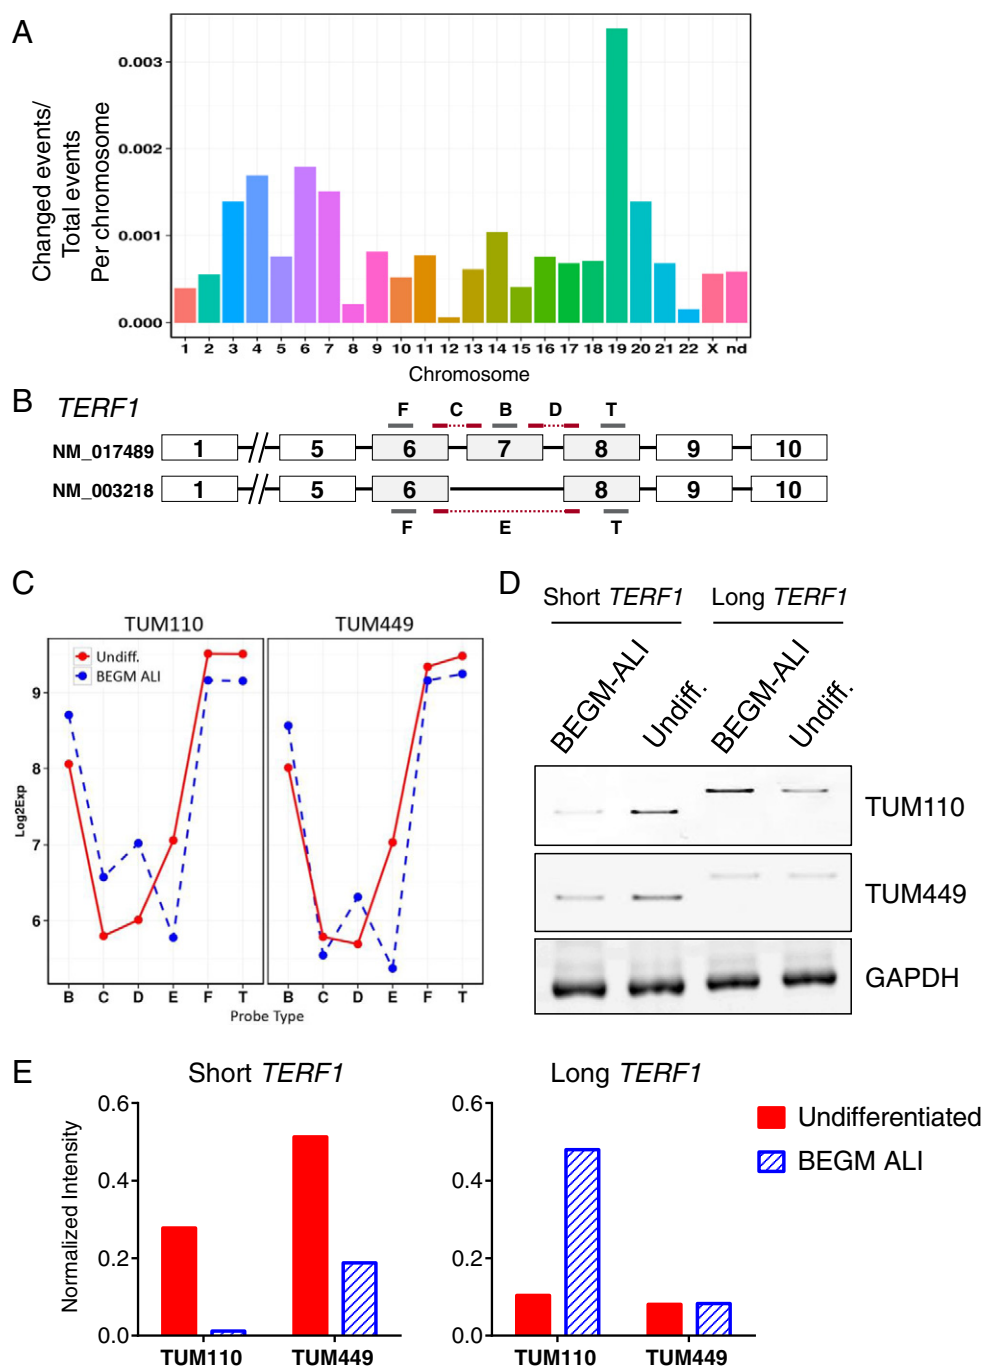 A
Changed events/
Total events
Per chromosome
0.003
0.002
0.001
0.000
1 2 3 4 5 6 7 8 9 10 11 12 13 14 15 16 17 18 19 20 21 22 X nd
Chromosome
B
TERF1
F C B D T
NM_017489
1 5 6 7 8 9 10
NM_003218
1 5 6 8 9 10
F E T
C
TUM110 TUM449
Undiff.
BEGM ALI
Log2Exp
9
8
7
6
B C D E F T B C D E F T
Probe Type
D
Short TERF1 Long TERF1
BEGM-ALI Undiff. BEGM-ALI Undiff.
TUM110
TUM449
GAPDH
E
Short TERF1
Normalized Intensity
0.6
0.4
0.2
0.0
TUM110 TUM449
Long TERF1
0.6
0.4
0.2
0.0
TUM110 TUM449
Undifferentiated
BEGM ALI